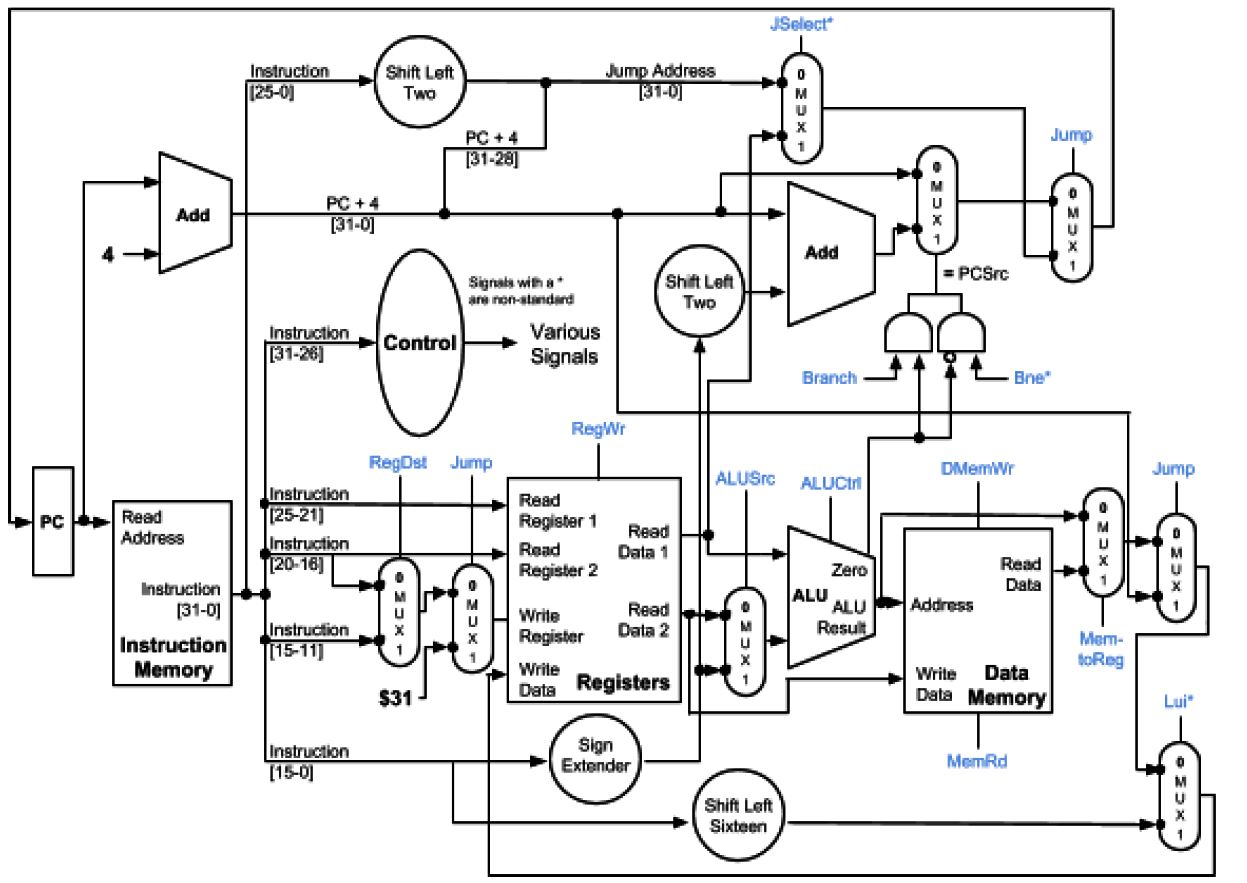 JSelect*
Instruction
[25-0]
Shift Left
Two
Jump Address
[31-0]
0
M
U
X
1
PC + 4
[31-28]
Jump
0
M
U
X
1
0
M
U
X
1
Add
4
PC + 4
[31-0]
Add
= PCSrc
Shift Left
Two
Signals with a *
are non-standard
Instruction
[31-26]
Control
Various
Signals
Branch
Bne*
RegWr
RegDst
Jump
ALUSrc
ALUCtrl
DMemWr
Jump
PC
Read
Address
Instruction
[31-0]
Instruction
Memory
Instruction
[25-21]
Instruction
[20-16]
Instruction
[15-11]
0
M
U
X
1
0
M
U
X
1
$31
Read
Register 1
Read
Register 2
Write
Register
Write
Data
Read
Data 1
Read
Data 2
Registers
0
M
U
X
1
Zero
ALU
ALU
Result
Address
Read
Data
Write
Data
Data
Memory
0
M
U
X
1
0
M
U
X
1
Mem-
toReg
MemRd
Lui*
Instruction
[15-0]
Sign
Extender
Shift Left
Sixteen
0
M
U
X
1